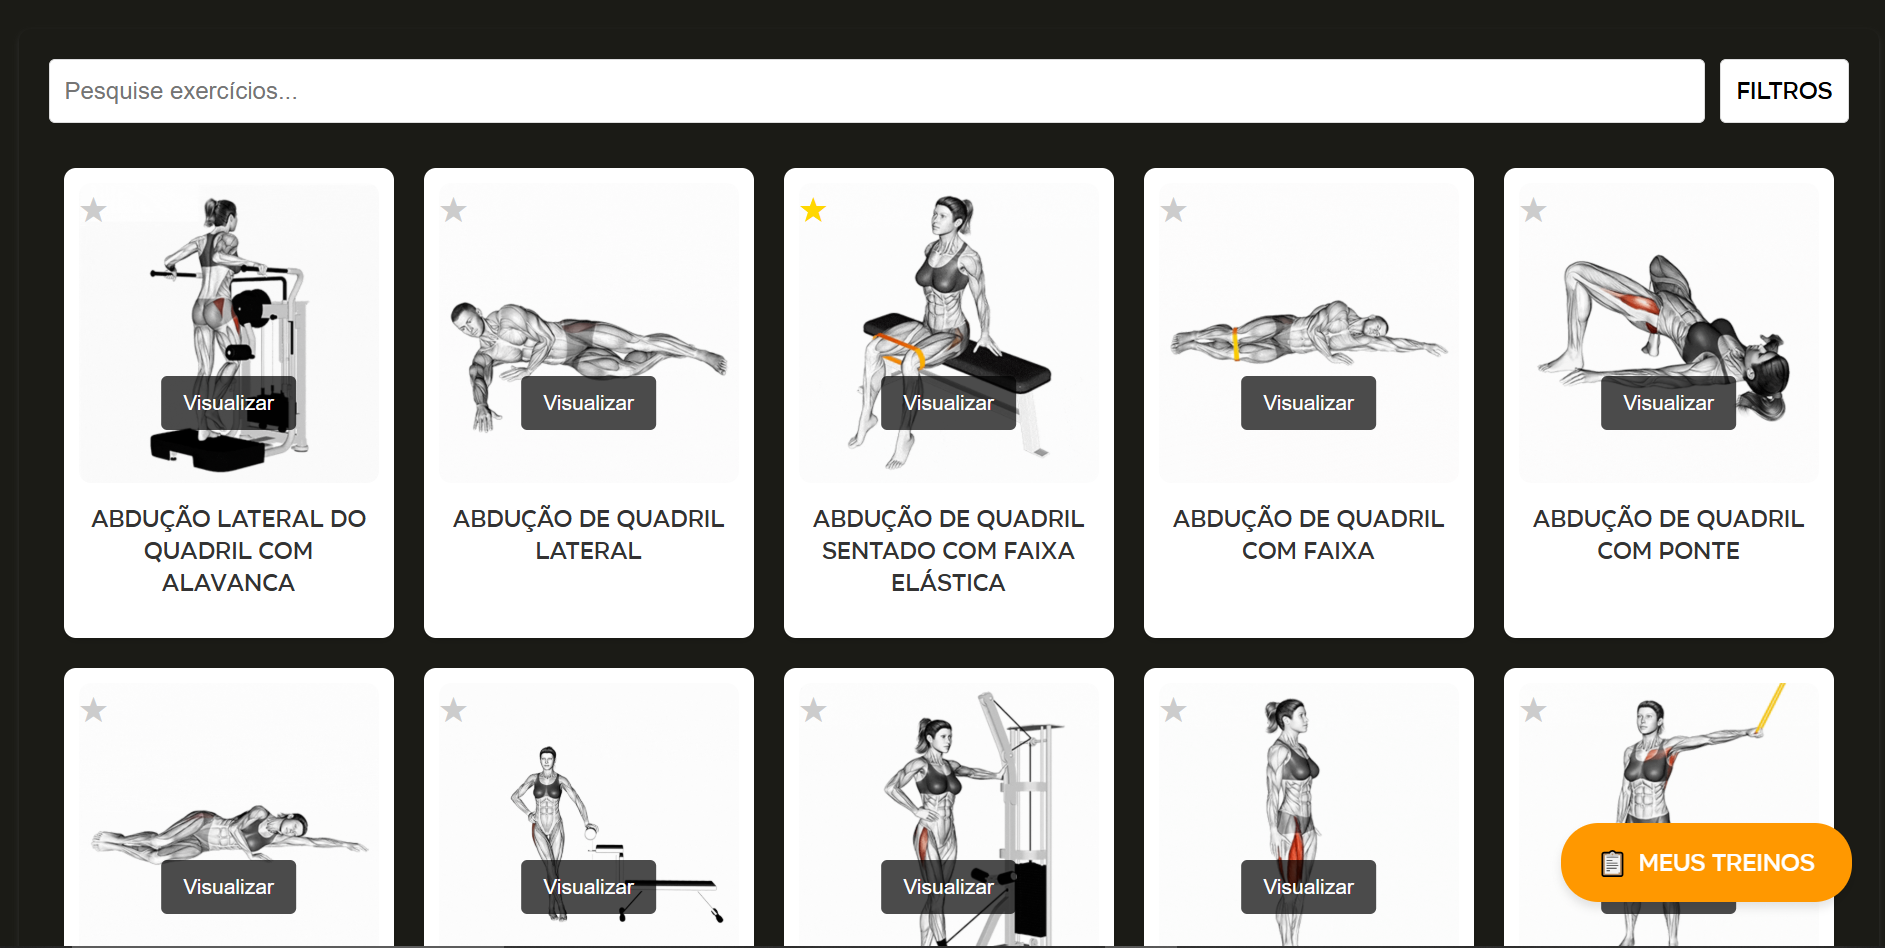 Pesquise exercícios...
FILTROS
Visualizar
Visualizar
Visualizar
Visualizar
Visualizar
ABDUÇÃO LATERAL DO
QUADRIL COM
ALAVANCA
ABDUÇÃO DE QUADRIL
LATERAL
ABDUÇÃO DE QUADRIL
SENTADO COM FAIXA
ELÁSTICA
ABDUÇÃO DE QUADRIL
COM FAIXA
ABDUÇÃO DE QUADRIL
COM PONTE
Visualizar
Visualizar
Visualizar
Visualizar
MEUS TREINOS